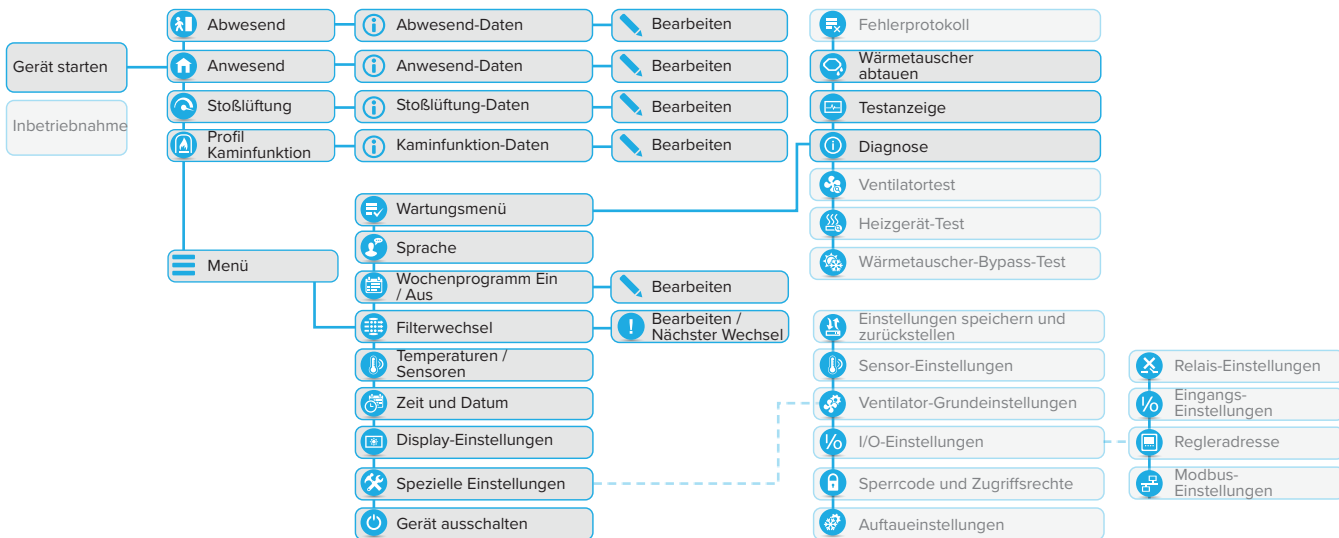 Gerät starten
Inbetriebnahme
Abwesend
Abwesend-Daten
Bearbeiten
Anwesend
Anwesend-Daten
Bearbeiten
Stoßlüftung
Stoßlüftung-Daten
Bearbeiten
Profil
Kaminfunktion
Kaminfunktion-Daten
Bearbeiten
Menü
Wartungsmenü
Sprache
Wochenprogramm Ein
/ Aus
Bearbeiten
Filterwechsel
Bearbeiten /
Nächster Wechsel
Temperaturen /
Sensoren
Zeit und Datum
Display-Einstellungen
Spezielle Einstellungen
Gerät ausschalten
Fehlerprotokoll
Wärmetauscher
abtauen
Testanzeige
Diagnose
Ventilatortest
Heizgerät-Test
Wärmetauscher-Bypass-Test
Einstellungen speichern und
zurückstellen
Sensor-Einstellungen
Ventilator-Grundeinstellungen
I/O I/O-Einstellungen
Sperrcode und Zugriffsrechte
Auftaueinstellungen
Relais-Einstellungen
I/O Eingangs-
Einstellungen
Regleradresse
Modbus-
Einstellungen